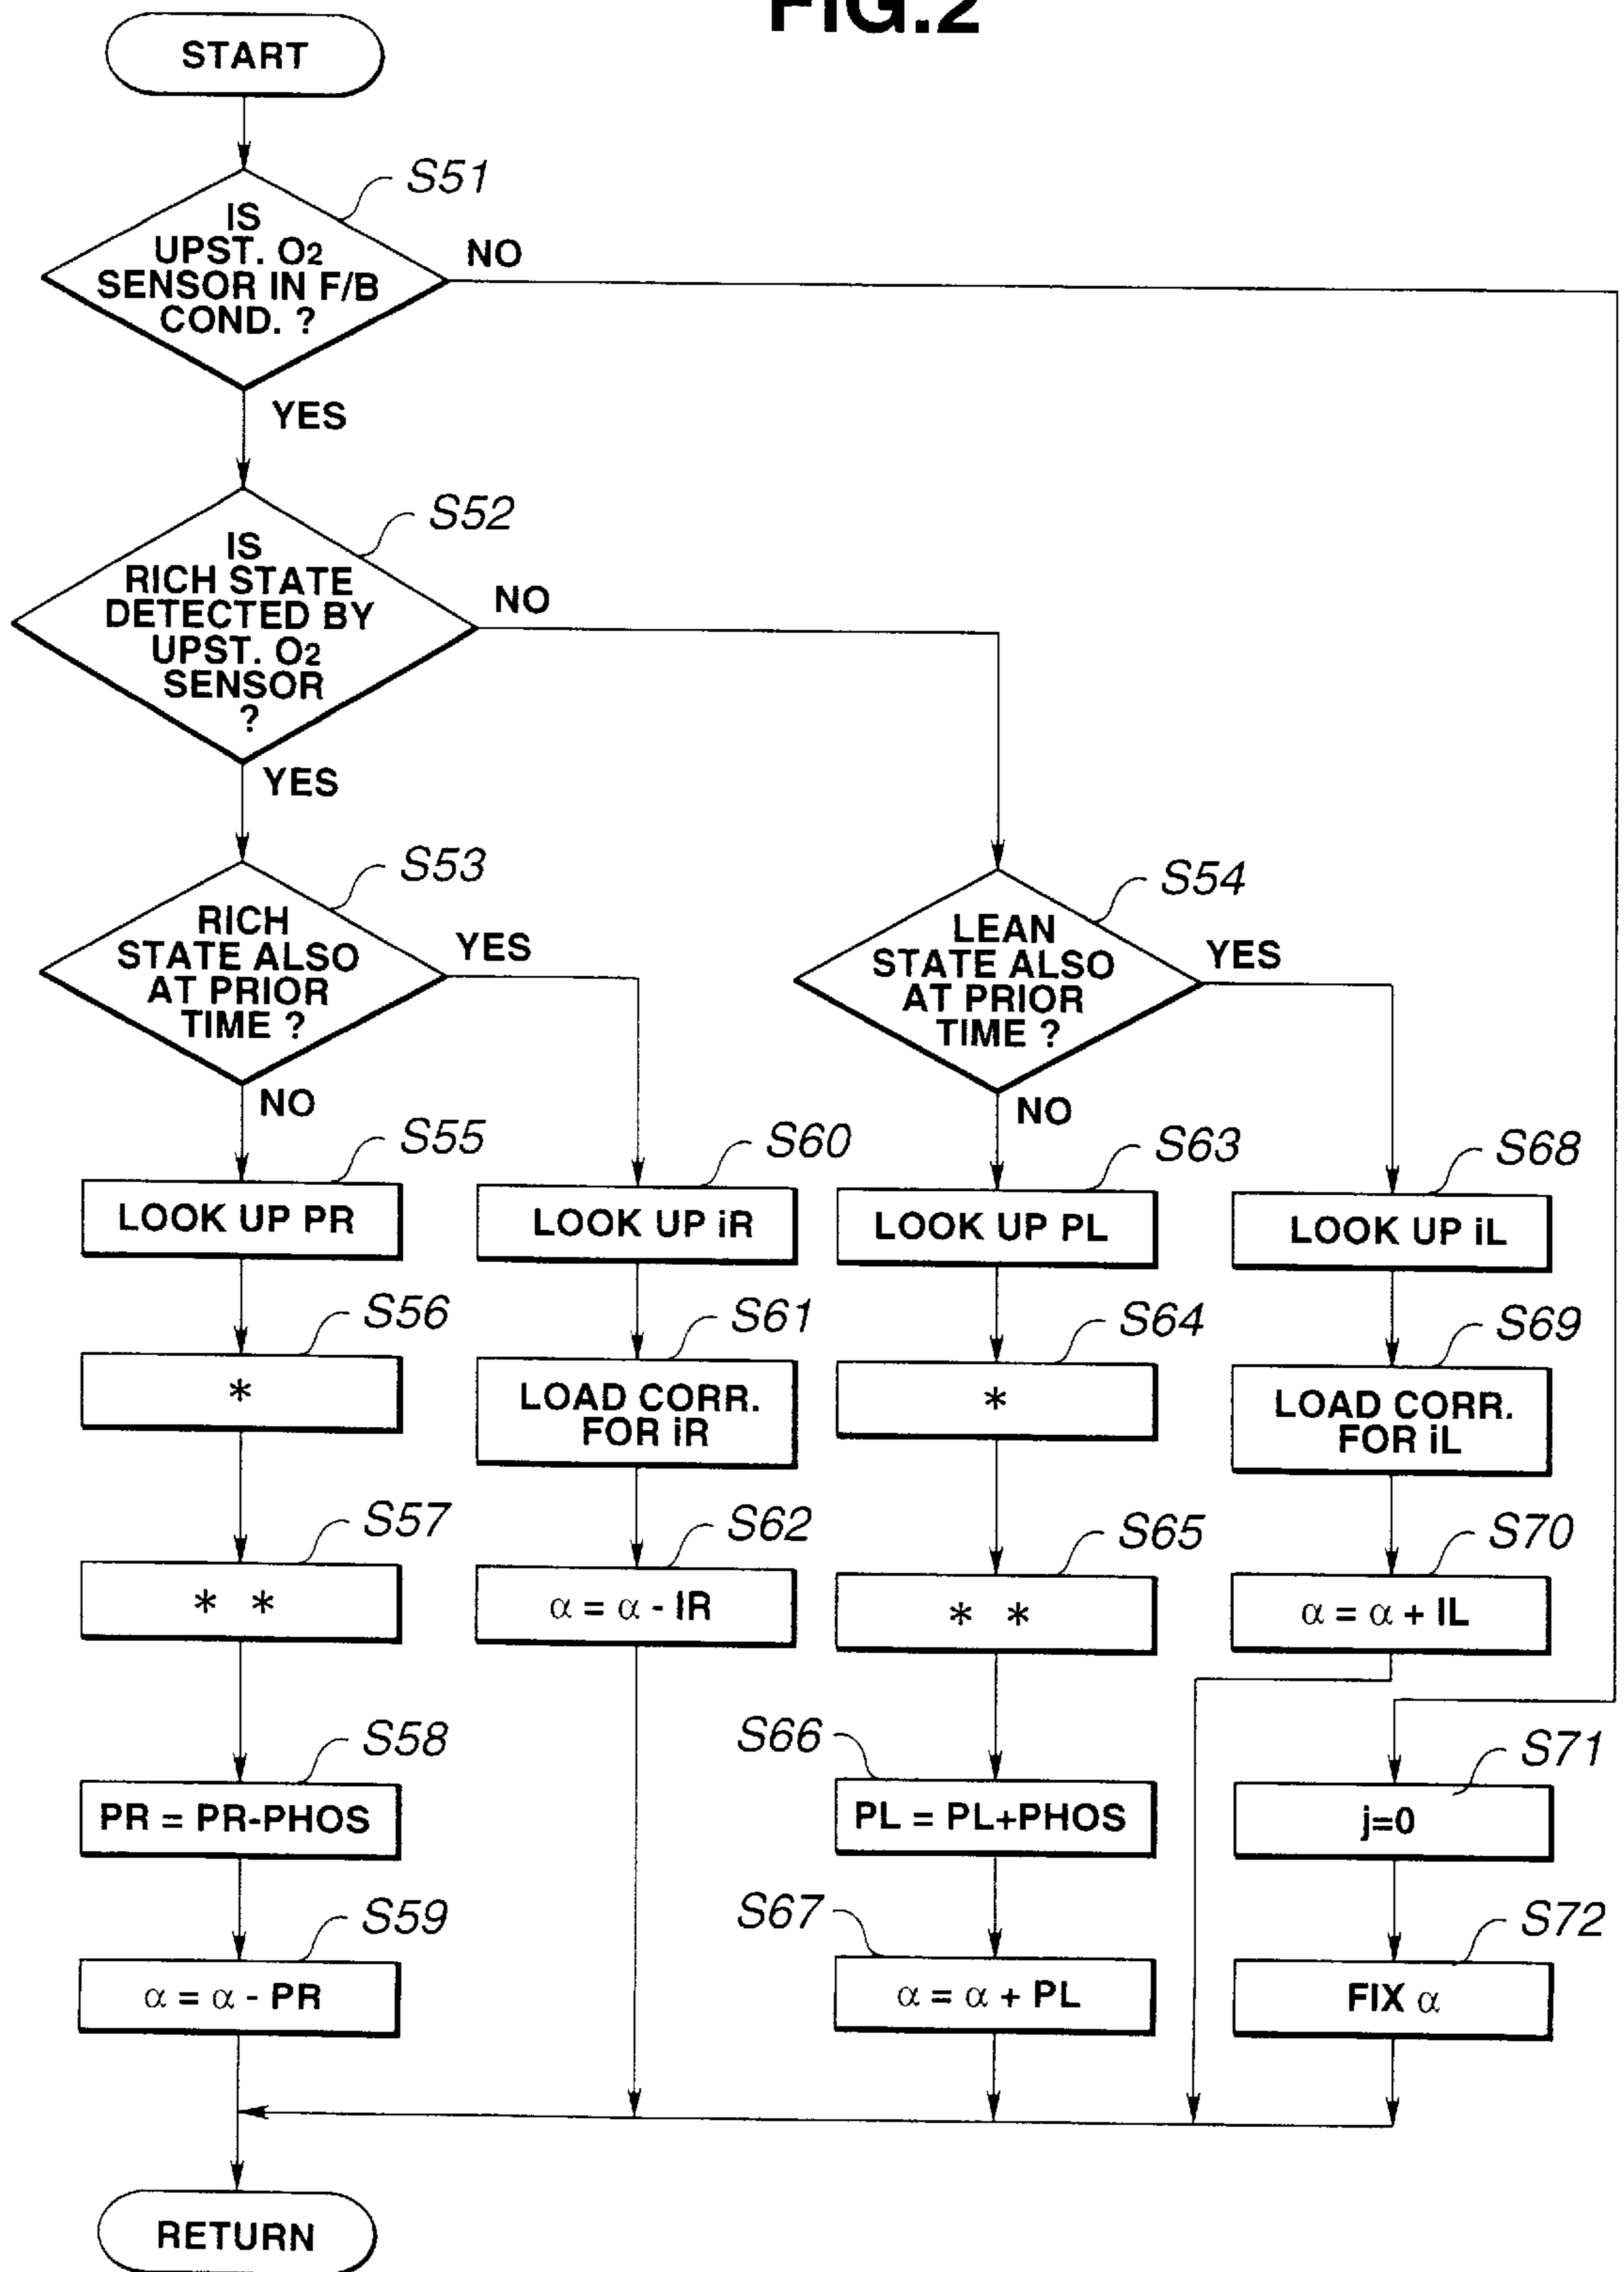 FIG.2
START
S51
IS
UPST. O2
SENSOR IN F/B
COND. ?
NO
YES
S52
IS
RICH STATE
DETECTED BY
UPST. O2
SENSOR
?
NO
YES
S53
RICH
STATE ALSO
AT PRIOR
TIME ?
YES
NO
S54
LEAN
STATE ALSO
AT PRIOR
TIME ?
YES
NO
S55
LOOK UP PR
S56
*
S57
* *
S58
PR = PR-PHOS
S59
α = α - PR
S60
LOOK UP iR
S61
LOAD CORR.
FOR iR
S62
α = α - IR
S63
LOOK UP PL
S64
*
S65
* *
S66
PL = PL+PHOS
S67
α = α + PL
S68
LOOK UP iL
S69
LOAD CORR.
FOR iL
S70
α = α + IL
S71
j=0
S72
FIX α
RETURN